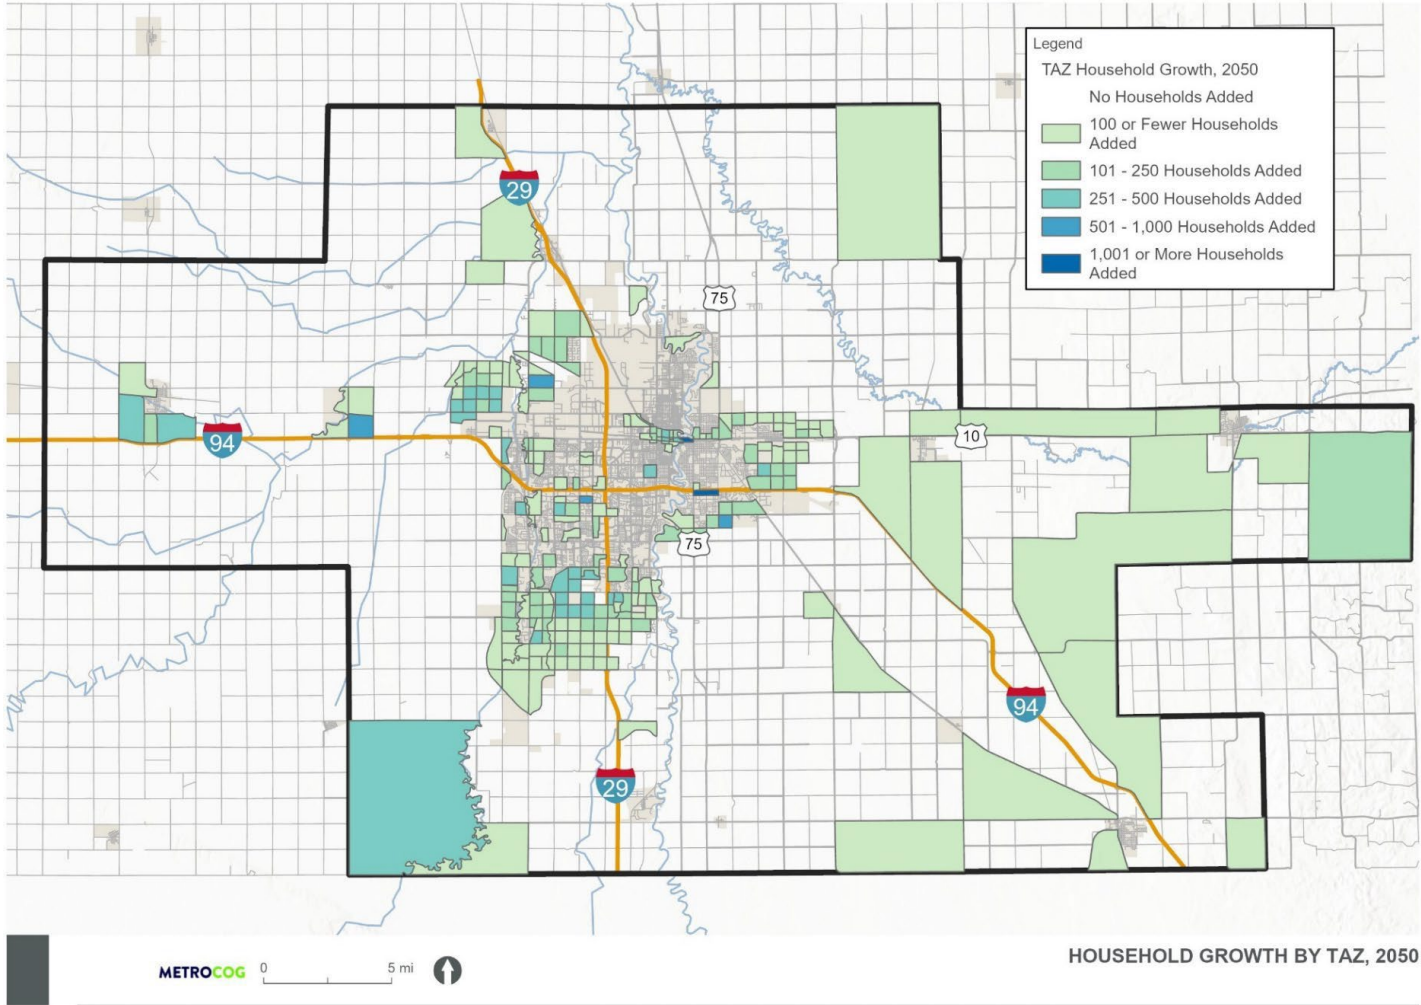 Legend
TAZ Household Growth, 2050
No Households Added
100 or Fewer Households
Added
101 - 250 Households Added
251 - 500 Households Added
501 - 1,000 Households Added
1,001 or More Households
Added
29
75
94
10
75
94
29
METROCOG
0 5 mi
HOUSEHOLD GROWTH BY TAZ, 2050